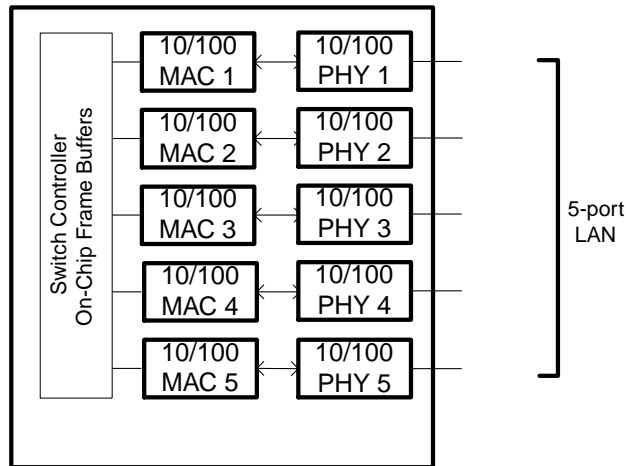 Switch Controller
On-Chip Frame Buffers
10/100
MAC 1
10/100
PHY 1
10/100
MAC 2
10/100
PHY 2
10/100
MAC 3
10/100
PHY 3
10/100
MAC 4
10/100
PHY 4
10/100
MAC 5
10/100
PHY 5
5-port
LAN